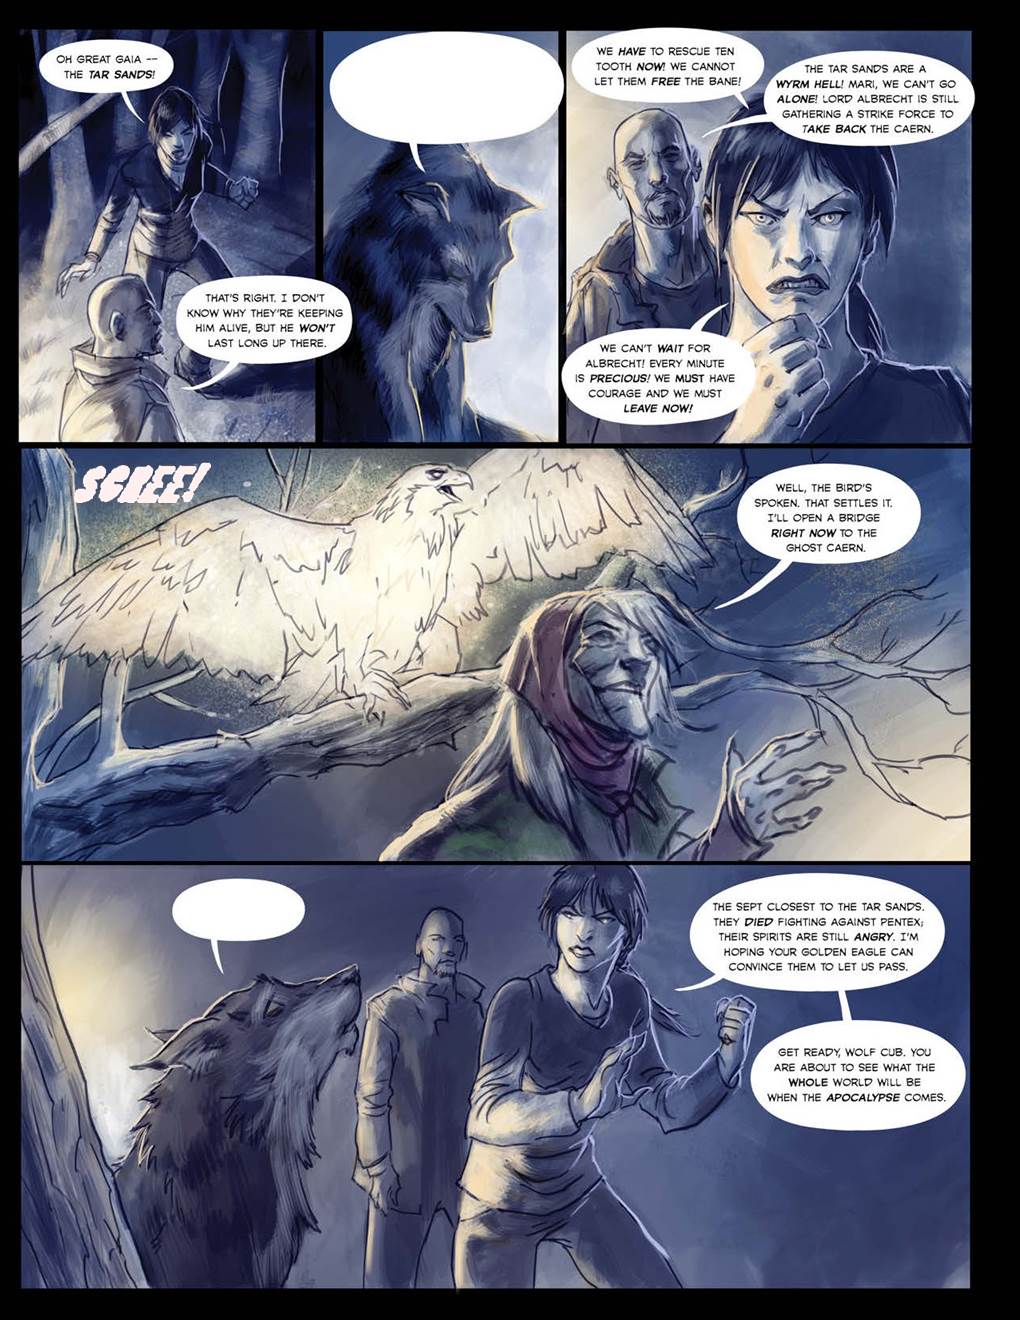 OH GREAT GAIA --
THE TAR SANDS!
THAT'S RIGHT. I DON'T
KNOW WHY THEY'RE KEEPING
HIM ALIVE, BUT HE WON'T
LAST LONG UP THERE.
WE HAVE TO RESCUE TEN
TOOTH NOW! WE CANNOT
LET THEM FREE THE BANE!
THE TAR SANDS ARE A
WYRM HELL! MARI, WE CAN'T GO
ALONE! LORD ALBRECHT IS STILL
GATHERING A STRIKE FORCE TO
TAKE BACK THE CAERN.
WE CAN'T WAIT FOR
ALBRECHT! EVERY MINUTE
IS PRECIOUS! WE MUST HAVE
COURAGE AND WE MUST
LEAVE NOW!
SCREE!
WELL, THE BIRD'S
SPOKEN. THAT SETTLES IT.
I'LL OPEN A BRIDGE
RIGHT NOW TO THE
GHOST CAERN.
THE SEPT CLOSEST TO THE TAR SANDS.
THEY DIED FIGHTING AGAINST PENTEX;
THEIR SPIRITS ARE STILL ANGRY. I'M
HOPING YOUR GOLDEN EAGLE CAN
CONVINCE THEM TO LET US PASS.
GET READY, WOLF CUB. YOU
ARE ABOUT TO SEE WHAT THE
WHOLE WORLD WILL BE
WHEN THE APOCALYPSE COMES.